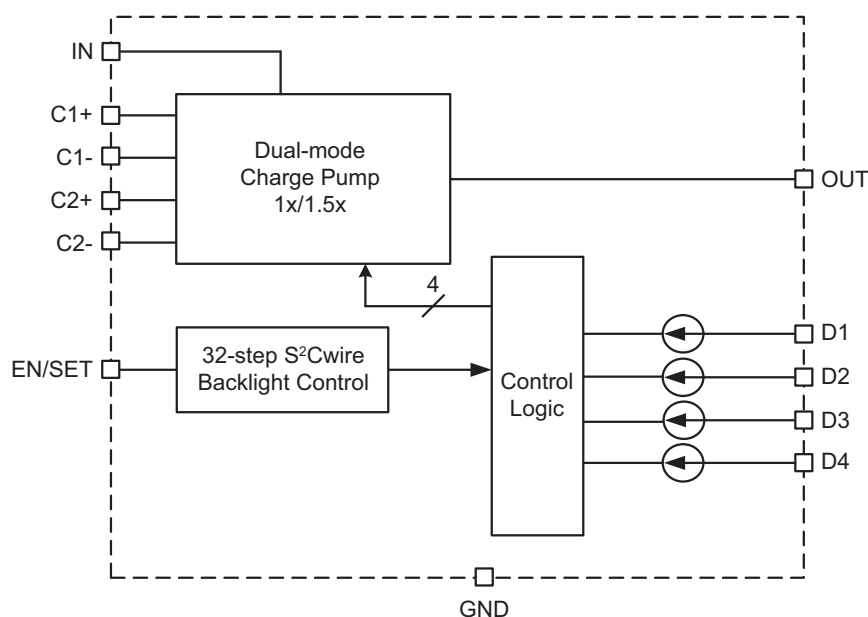 IN
C1+
C1-
C2+
C2-
Dual-mode
Charge Pump
1x/1.5x
OUT
4
EN/SET
32-step S²Cwire
Backlight Control
Control
Logic
D1
D2
D3
D4
GND